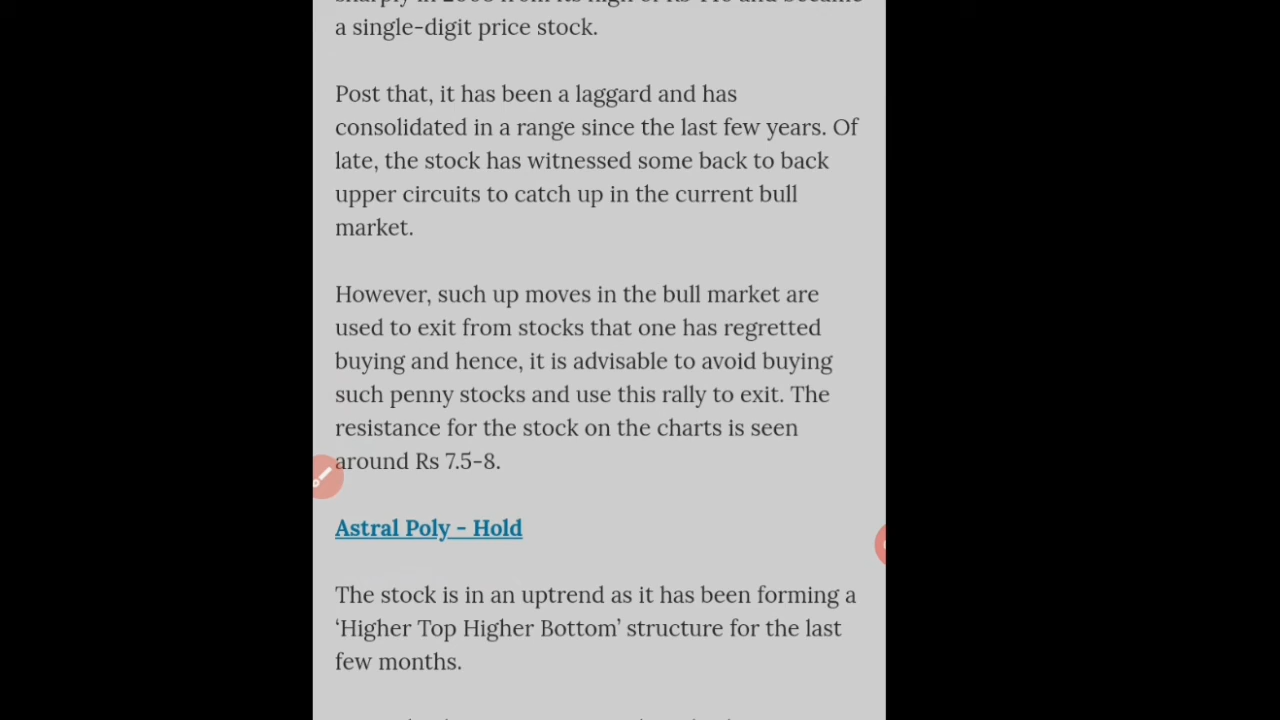 a single-digit price stock.
Post that, it has been a laggard and has
consolidated in a range since the last few years. Of
late, the stock has witnessed some back to back
upper circuits to catch up in the current bull
market.
However, such up moves in the bull market are
used to exit from stocks that one has regretted
buying and hence, it is advisable to avoid buying
such penny stocks and use this rally to exit. The
resistance for the stock on the charts is seen
around Rs 7.5-8.
Astral Poly - Hold
The stock is in an uptrend as it has been forming a
‘Higher Top Higher Bottom’ structure for the last
few months.